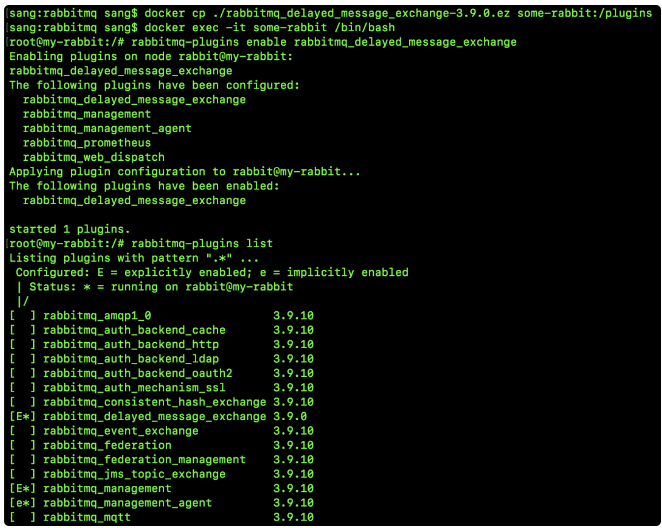 [sang:rabbitmq sang$ docker cp ./rabbitmq_delayed_message_exchange-3.9.0.ez some-rabbit:/plugins
[sang:rabbitmq sang$ docker exec -it some-rabbit /bin/bash
[root@my-rabbit:/# rabbitmq-plugins enable rabbitmq_delayed_message_exchange
Enabling plugins on node rabbit@my-rabbit:
rabbitmq_delayed_message_exchange
The following plugins have been configured:
  rabbitmq_delayed_message_exchange
  rabbitmq_management
  rabbitmq_management_agent
  rabbitmq_prometheus
  rabbitmq_web_dispatch
Applying plugin configuration to rabbit@my-rabbit...
The following plugins have been enabled:
  rabbitmq_delayed_message_exchange

started 1 plugins.
[root@my-rabbit:/# rabbitmq-plugins list
Listing plugins with pattern ".*" ...
 Configured: E = explicitly enabled; e = implicitly enabled
 | Status: * = running on rabbit@my-rabbit
 |/
[  ] rabbitmq_amqp1_0                  3.9.10
[  ] rabbitmq_auth_backend_cache       3.9.10
[  ] rabbitmq_auth_backend_http        3.9.10
[  ] rabbitmq_auth_backend_ldap        3.9.10
[  ] rabbitmq_auth_backend_oauth2      3.9.10
[  ] rabbitmq_auth_mechanism_ssl       3.9.10
[  ] rabbitmq_consistent_hash_exchange 3.9.10
[E*] rabbitmq_delayed_message_exchange 3.9.0
[  ] rabbitmq_event_exchange           3.9.10
[  ] rabbitmq_federation               3.9.10
[  ] rabbitmq_federation_management    3.9.10
[  ] rabbitmq_jms_topic_exchange       3.9.10
[E*] rabbitmq_management               3.9.10
[e*] rabbitmq_management_agent         3.9.10
[  ] rabbitmq_mqtt                     3.9.10